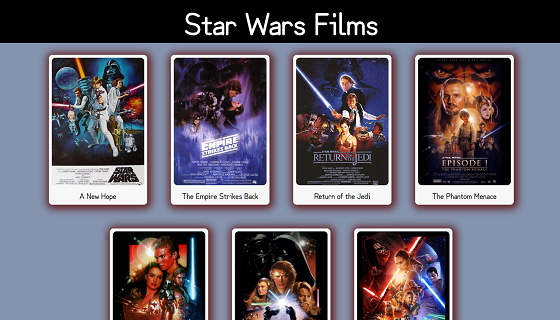 Star Wars Films
STAR WARS
THE EMPIRE STRIKES BACK
RETURN OF THE JEDI
STAR WARS
EPISODE I
THE PHANTOM MENACE
A New Hope
The Empire Strikes Back
Return of the Jedi
The Phantom Menace